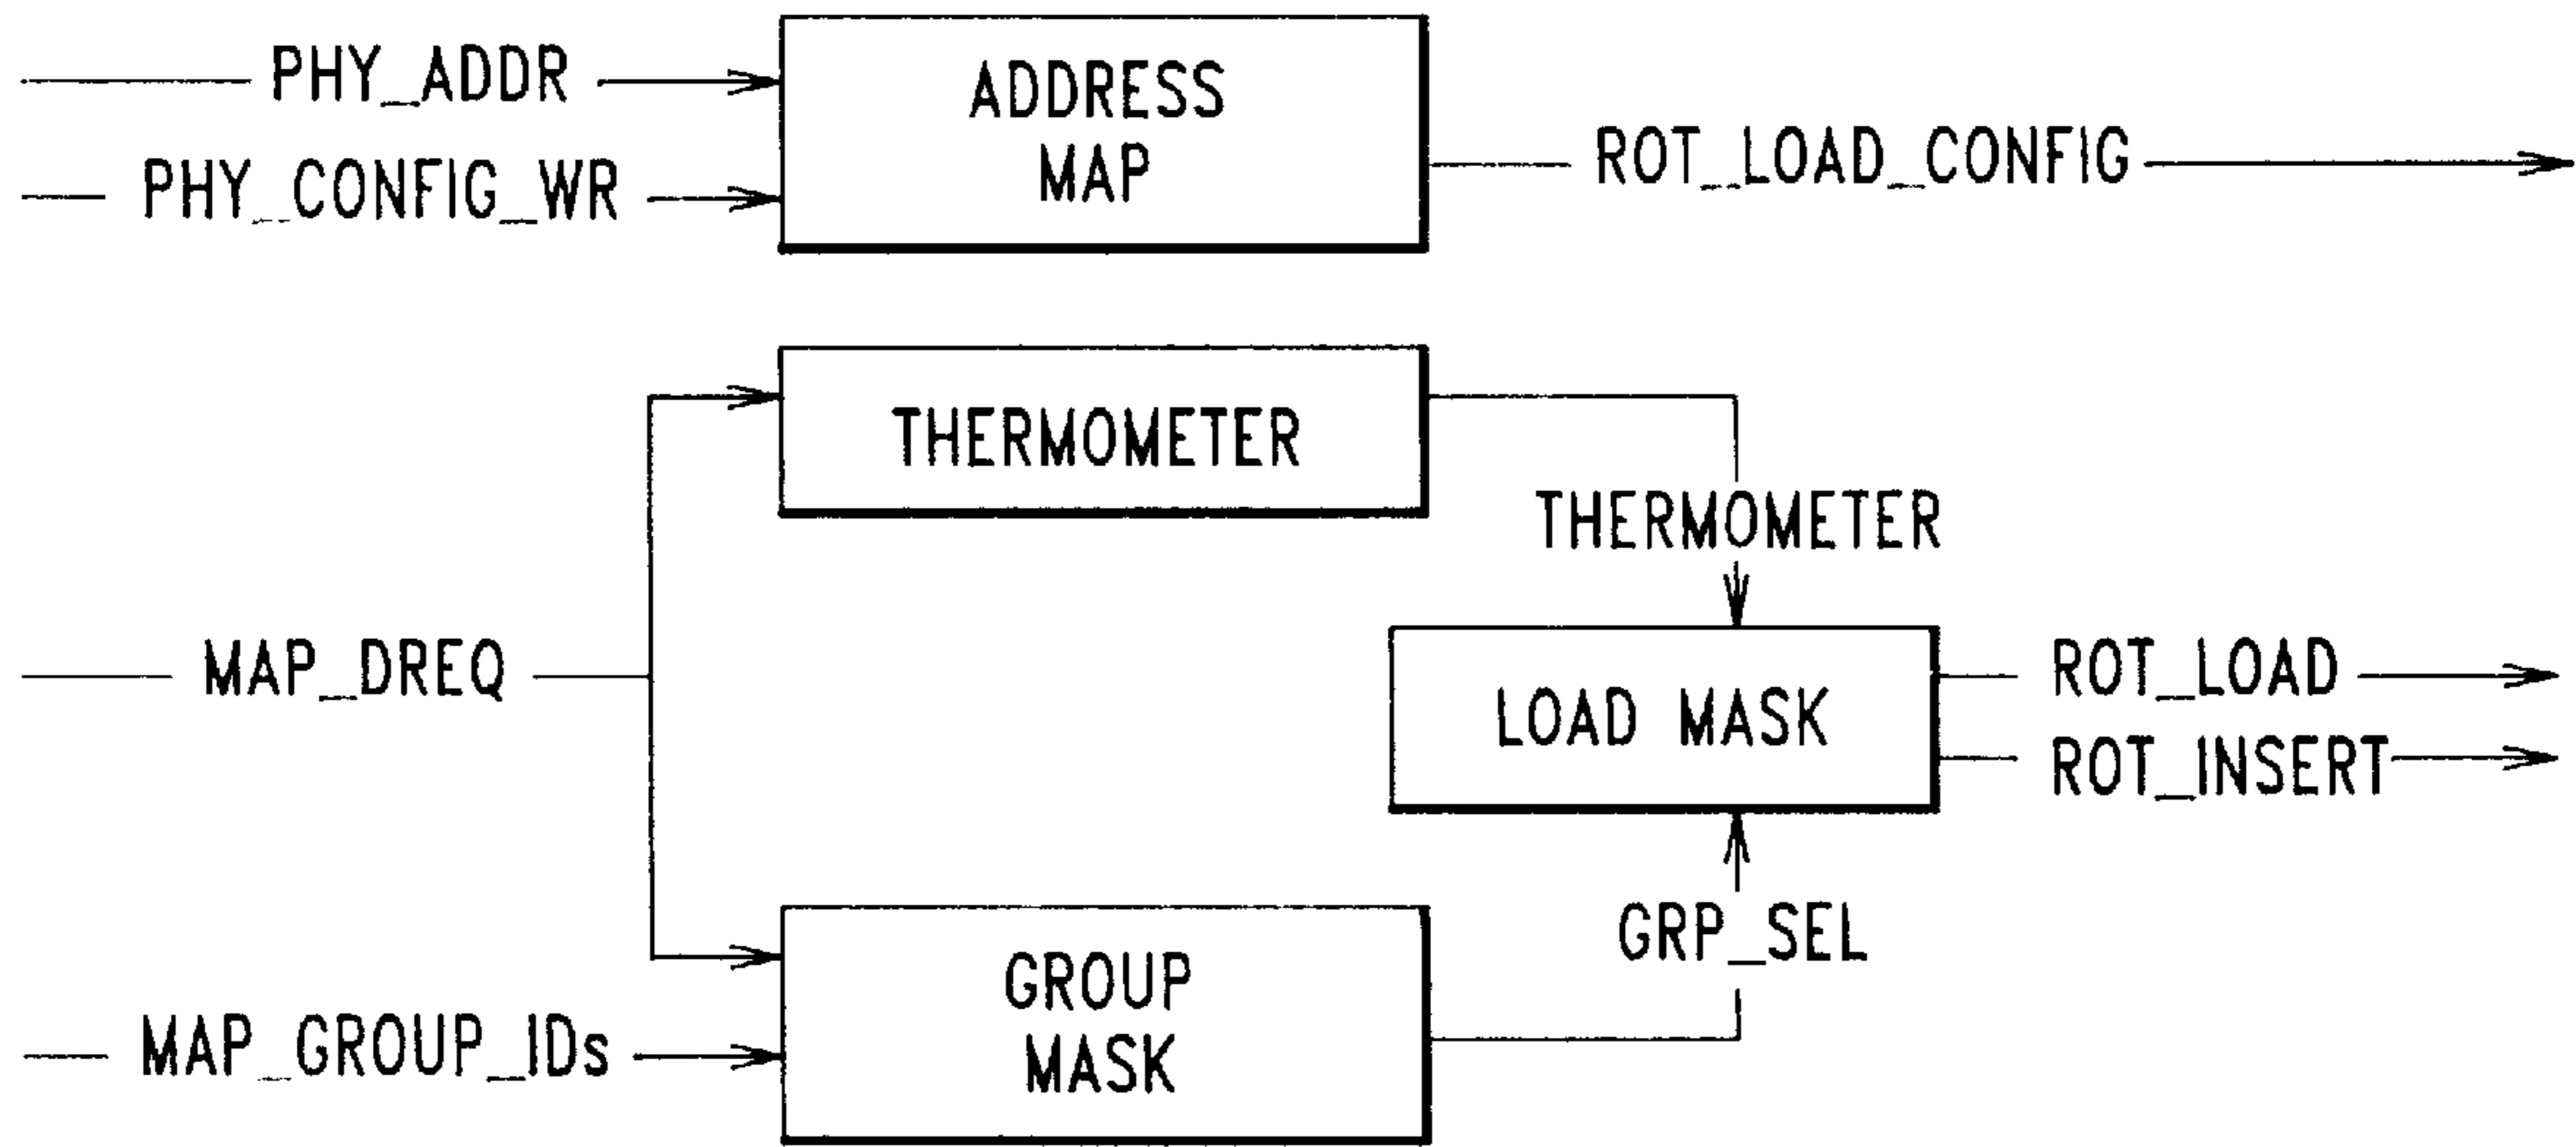 PHY_ADDR
PHY_CONFIG_WR
ADDRESS
MAP
ROT_LOAD_CONFIG
THERMOMETER
THERMOMETER
MAP_DREQ
LOAD MASK
ROT_LOAD
ROT_INSERT
GRP_SEL
GROUP
MASK
MAP_GROUP_IDs